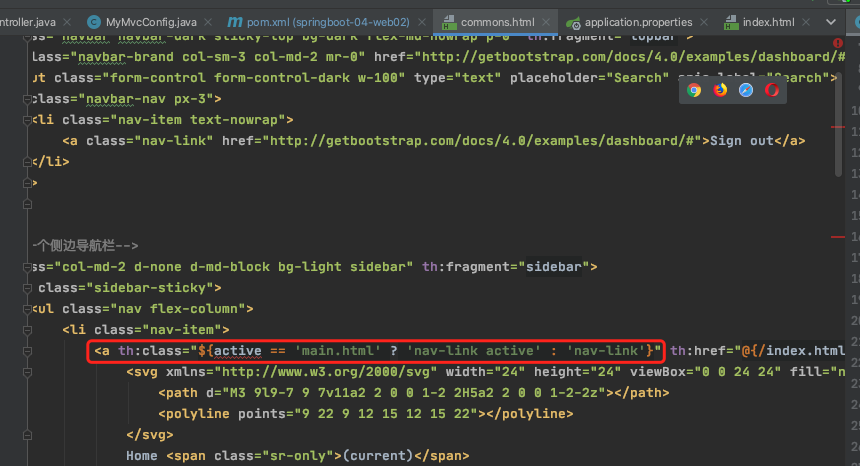 ntroller.java MyMvcConfig.java pom.xml (springboot-04-web02) commons.html application.properties index.html
ss="navbar navbar-dark sticky-top bg-dark flex-md-nowrap p-0" th:fragment="topbar">
lass="navbar-brand col-sm-3 col-md-2 mr-0" href="http://getbootstrap.com/docs/4.0/examples/dashboard/#
ut class="form-control form-control-dark w-100" type="text" placeholder="Search" aria-label="Search">
class="navbar-nav px-3">
<li class="nav-item text-nowrap">
<a class="nav-link" href="http://getbootstrap.com/docs/4.0/examples/dashboard/#">Sign out</a>
</li>
>
个侧边导航栏-->
ss="col-md-2 d-none d-md-block bg-light sidebar" th:fragment="sidebar">
class="sidebar-sticky">
<ul class="nav flex-column">
<li class="nav-item">
<a th:class="${active == 'main.html' ? 'nav-link active' : 'nav-link'}" th:href="@{/index.html
<svg xmlns="http://www.w3.org/2000/svg" width="24" height="24" viewBox="0 0 24 24" fill="n
<path d="M3 9l9-7 9 7v11a2 2 0 0 1-2 2H5a2 2 0 0 1-2-2z"></path>
<polyline points="9 22 9 12 15 12 15 22"></polyline>
</svg>
Home <span class="sr-only">(current)</span>